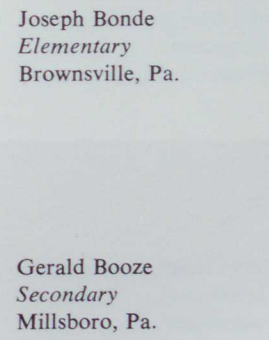 Joseph Bonde
Elementary
Brownsville, Pa.
Gerald Booze
Secondary
Millsboro, Pa.